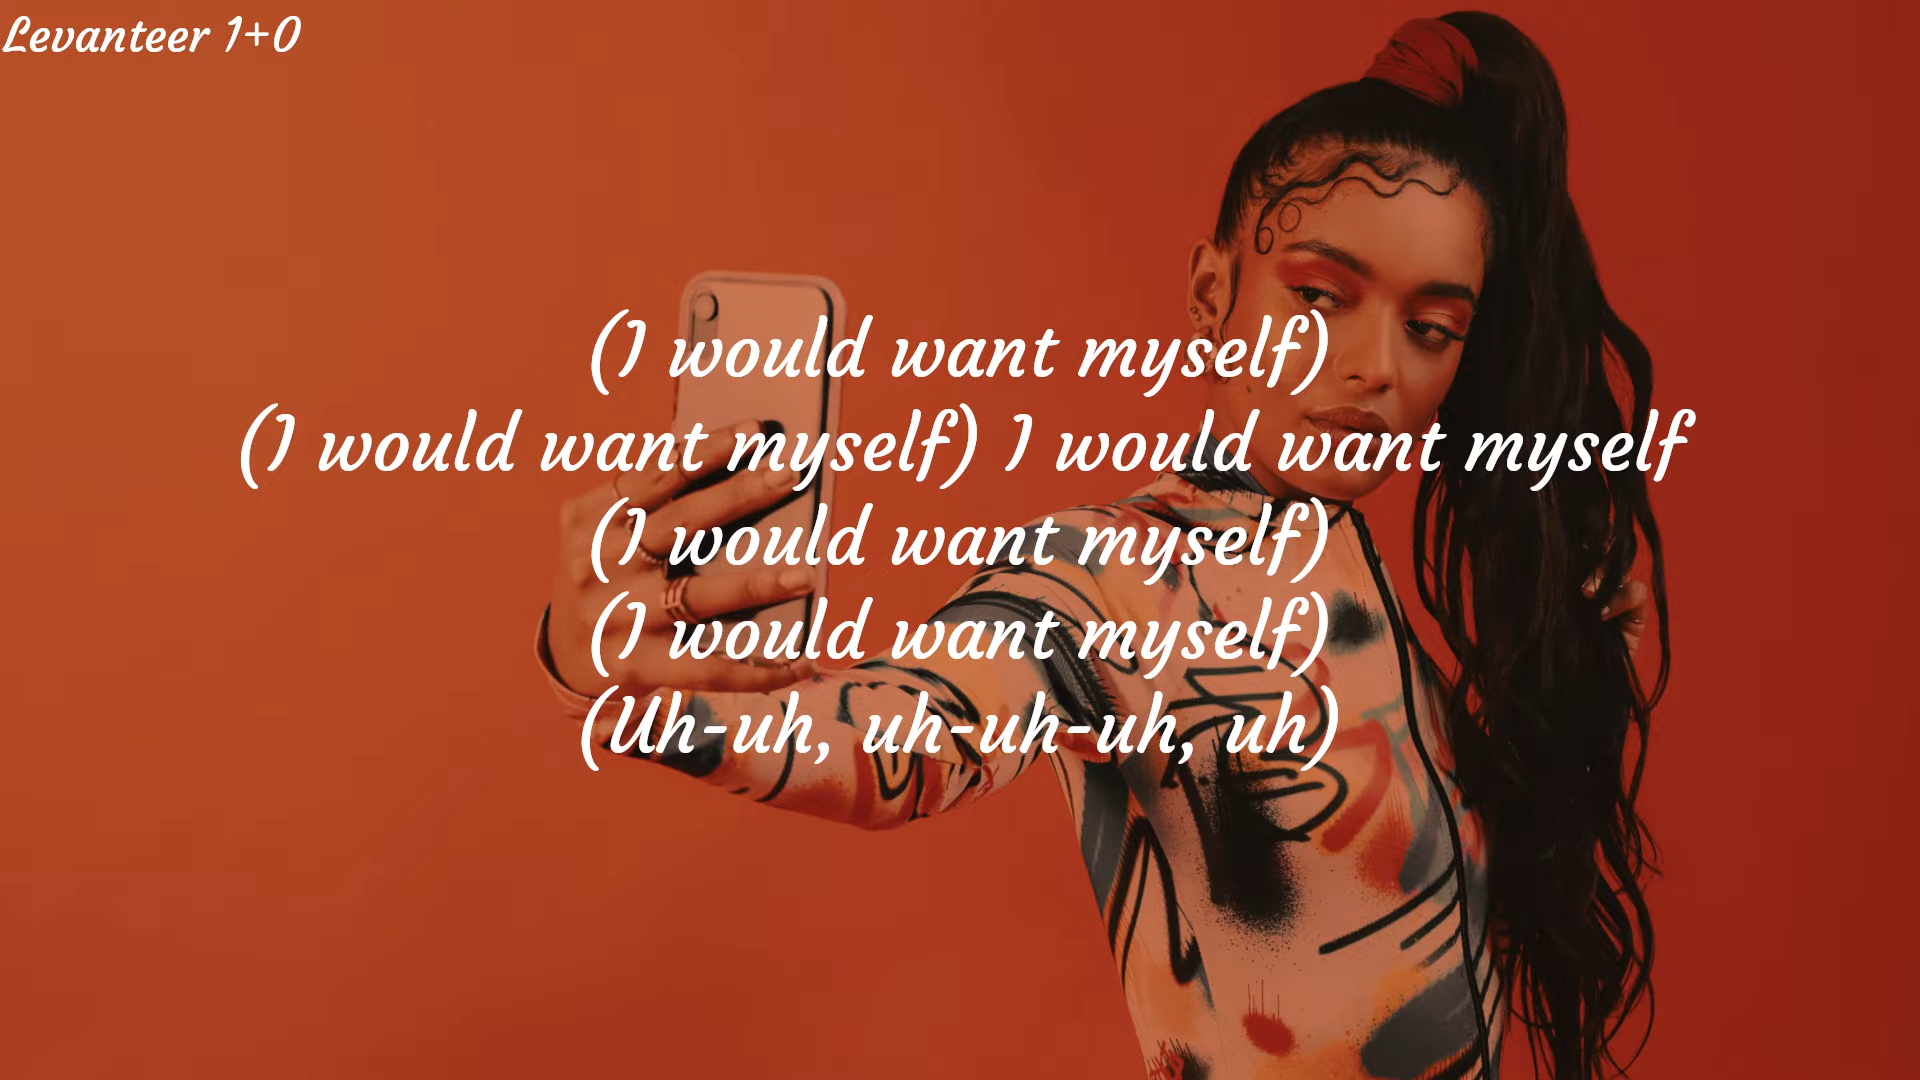 Levanteer 1+0
(I would want myself)
(I would want myself) I would want myself
(I would want myself)
(I would want myself)
(Uh-uh, uh-uh-uh, uh)